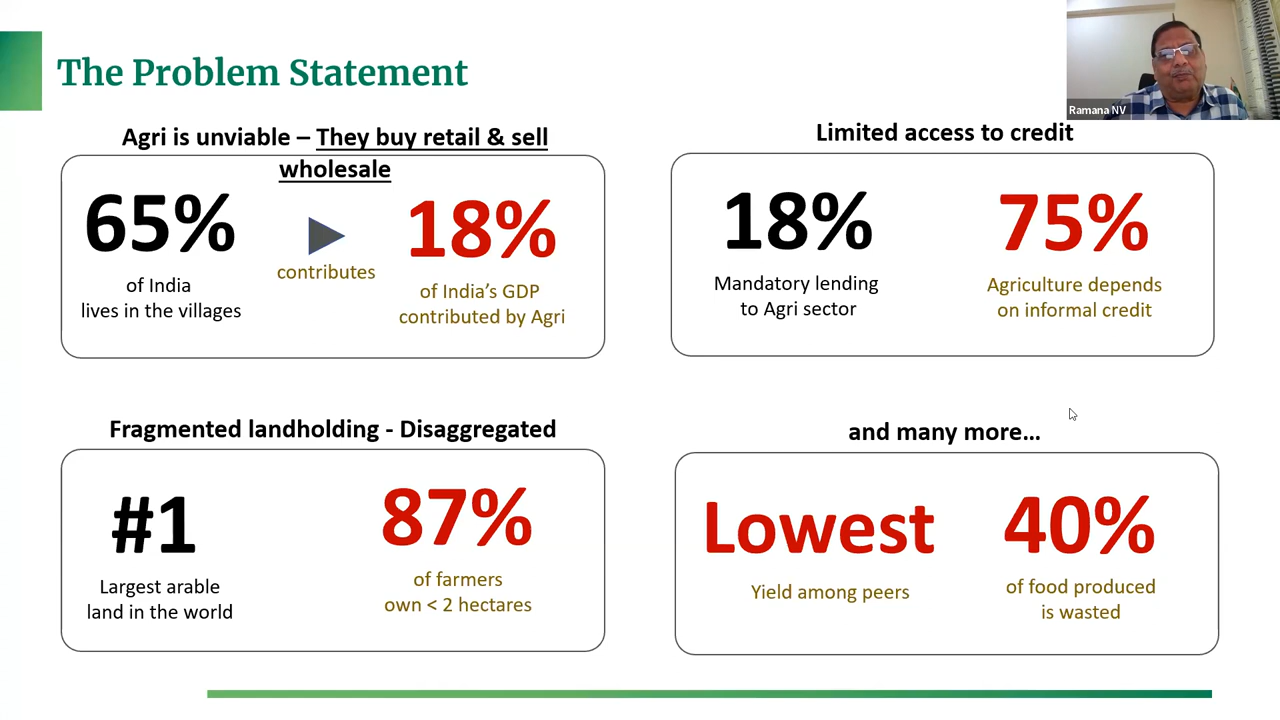 The Problem Statement
Ramana NV
Agri is unviable – They buy retail & sell
wholesale
65%
of India
lives in the villages
contributes
18%
of India's GDP
contributed by Agri
Limited access to credit
18%
Mandatory lending
to Agri sector
75%
Agriculture depends
on informal credit
Fragmented landholding - Disaggregated
#1
Largest arable
land in the world
87%
of farmers
own < 2 hectares
and many more...
Lowest
Yield among peers
40%
of food produced
is wasted